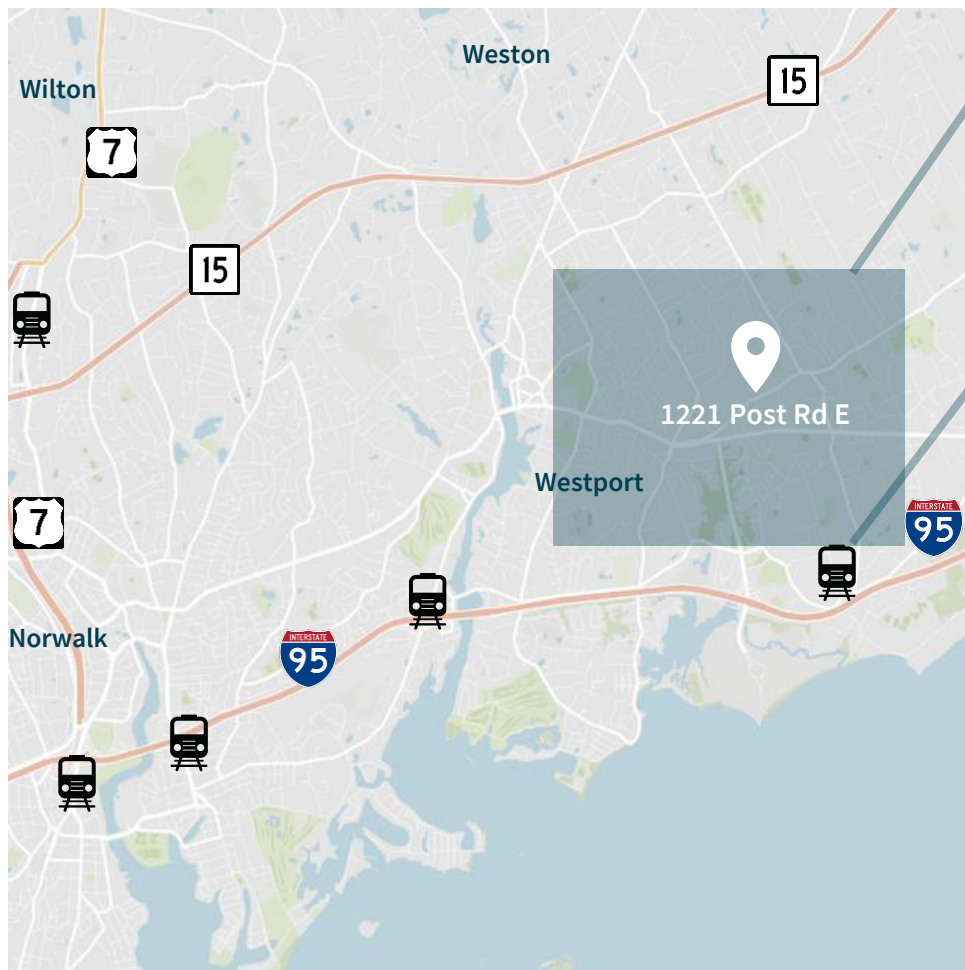 Weston
15
Wilton
7
15
1221 Post Rd E
Westport
7
INTERSTATE
95
Norwalk
INTERSTATE
95